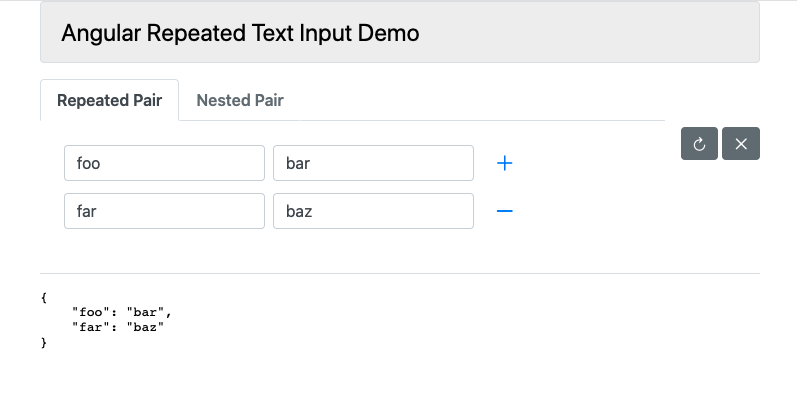 Angular Repeated Text Input Demo
Repeated Pair Nested Pair
foo bar
far baz
{
    "foo": "bar",
    "far": "baz"
}